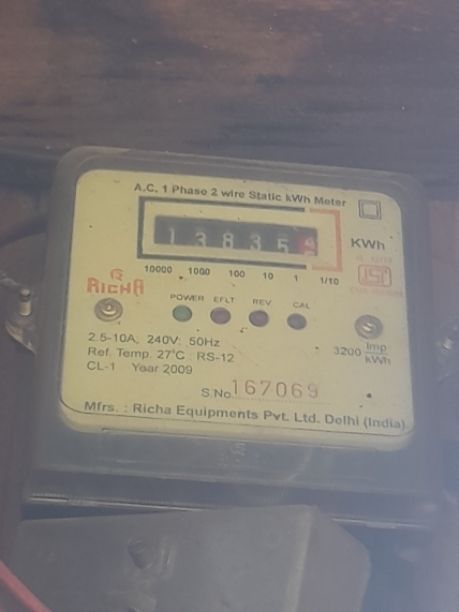 A.C. 1 Phase 2 wire Static kWh Meter
1 3 8 3 5
KWh
10000 1000 100 10 1 1/10
RICHA
POWER EFLT REV CAL
2.5-10A, 240V, 50Hz
3200 Imp/kWh
Ref. Temp. 27°C RS-12
CL-1 Year 2009
S.No. 167069
Mfrs. : Richa Equipments Pvt. Ltd. Delhi (India).